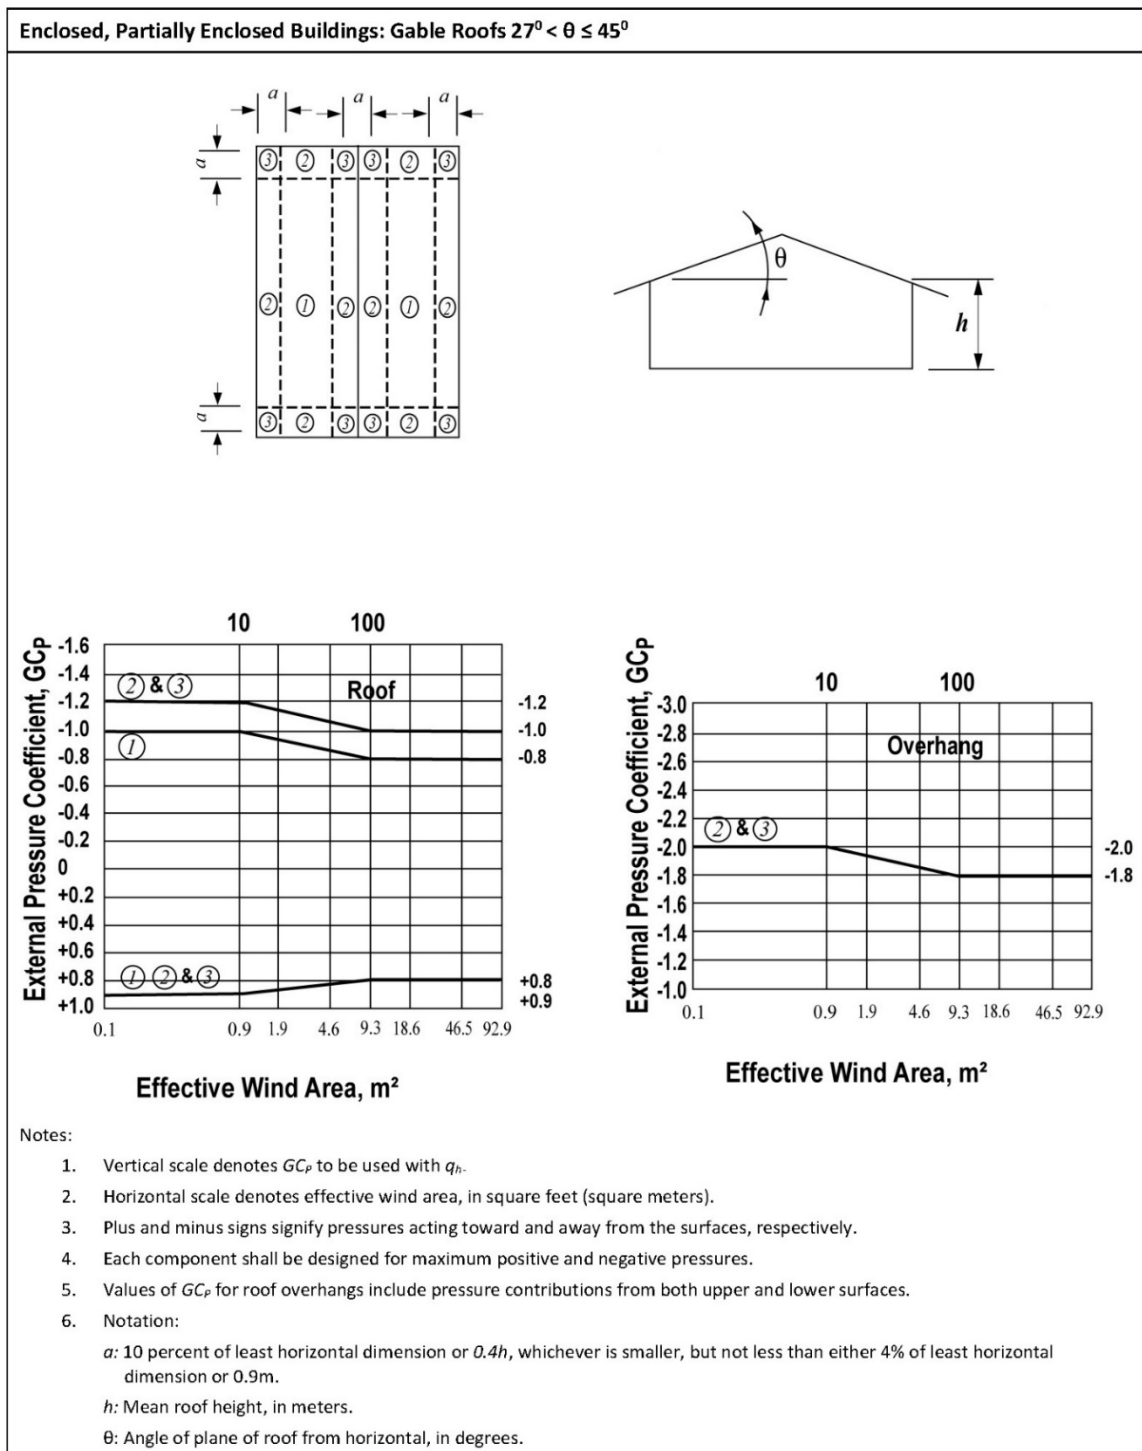 Enclosed, Partially Enclosed Buildings: Gable Roofs 27⁰ < θ ≤ 45⁰
a a a
a
3 2 3 3 2 3
2 1 2 2 1 2
a
3 2 3 3 2 3
θ
h
10 100
External Pressure Coefficient, GCP
-1.6
-1.4
-1.2
-1.0
-0.8
-0.6
-0.4
-0.2
0
+0.2
+0.4
+0.6
+0.8
+1.0
② & ③
Roof
①
① ② & ③
-1.2
-1.0
-0.8
+0.8
+0.9
0.1 0.9 1.9 4.6 9.3 18.6 46.5 92.9
Effective Wind Area, m²
10 100
External Pressure Coefficient, GCP
-3.0
-2.8
-2.6
-2.4
-2.2
-2.0
-1.8
-1.6
-1.4
-1.2
-1.0
Overhang
② & ③
-2.0
-1.8
0.1 0.9 1.9 4.6 9.3 18.6 46.5 92.9
Effective Wind Area, m²
Notes:
1. Vertical scale denotes GCP to be used with qh.
2. Horizontal scale denotes effective wind area, in square feet (square meters).
3. Plus and minus signs signify pressures acting toward and away from the surfaces, respectively.
4. Each component shall be designed for maximum positive and negative pressures.
5. Values of GCP for roof overhangs include pressure contributions from both upper and lower surfaces.
6. Notation:
a: 10 percent of least horizontal dimension or 0.4h, whichever is smaller, but not less than either 4% of least horizontal
dimension or 0.9m.
h: Mean roof height, in meters.
θ: Angle of plane of roof from horizontal, in degrees.